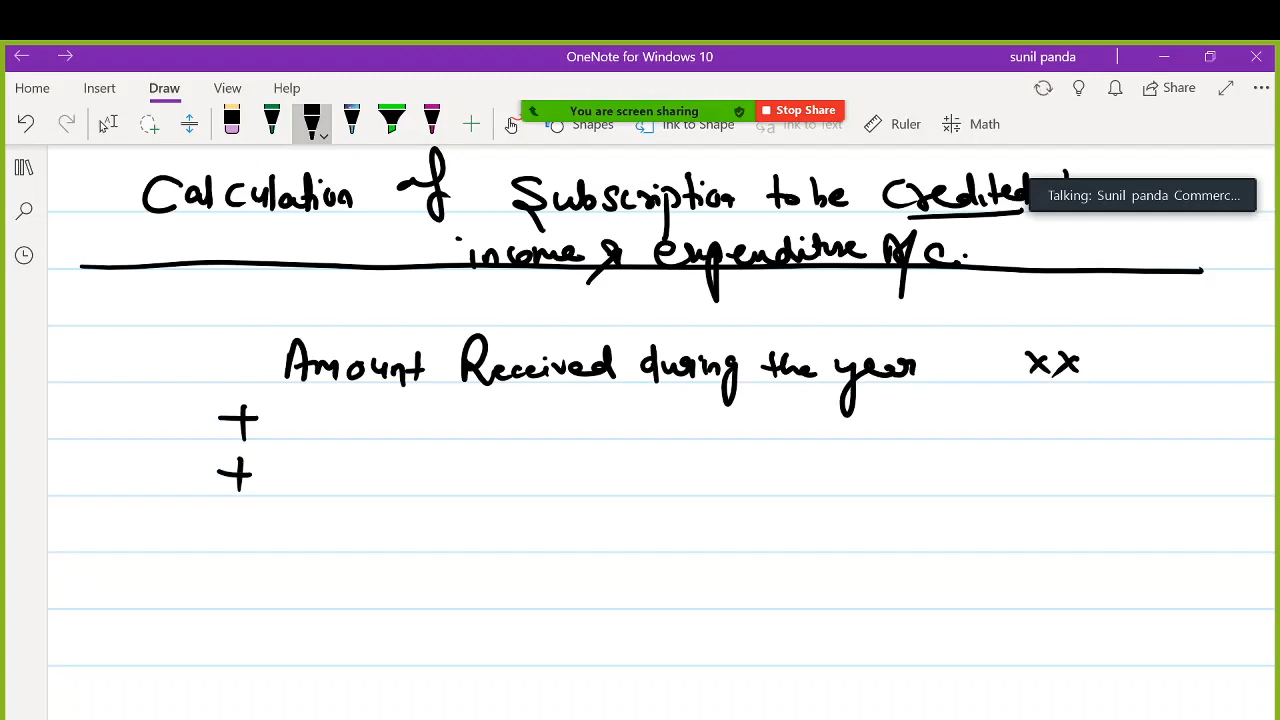 OneNote for Windows 10
sunil panda
Home Insert Draw View Help
Share
You are screen sharing
Stop Share
Shapes Ink to Shape Ink to Text Ruler Math
Calculation of Subscription to be Credited
Talking: Sunil panda Commerc...
income & expenditure A/c.
Amount Received during the year xx
+
+